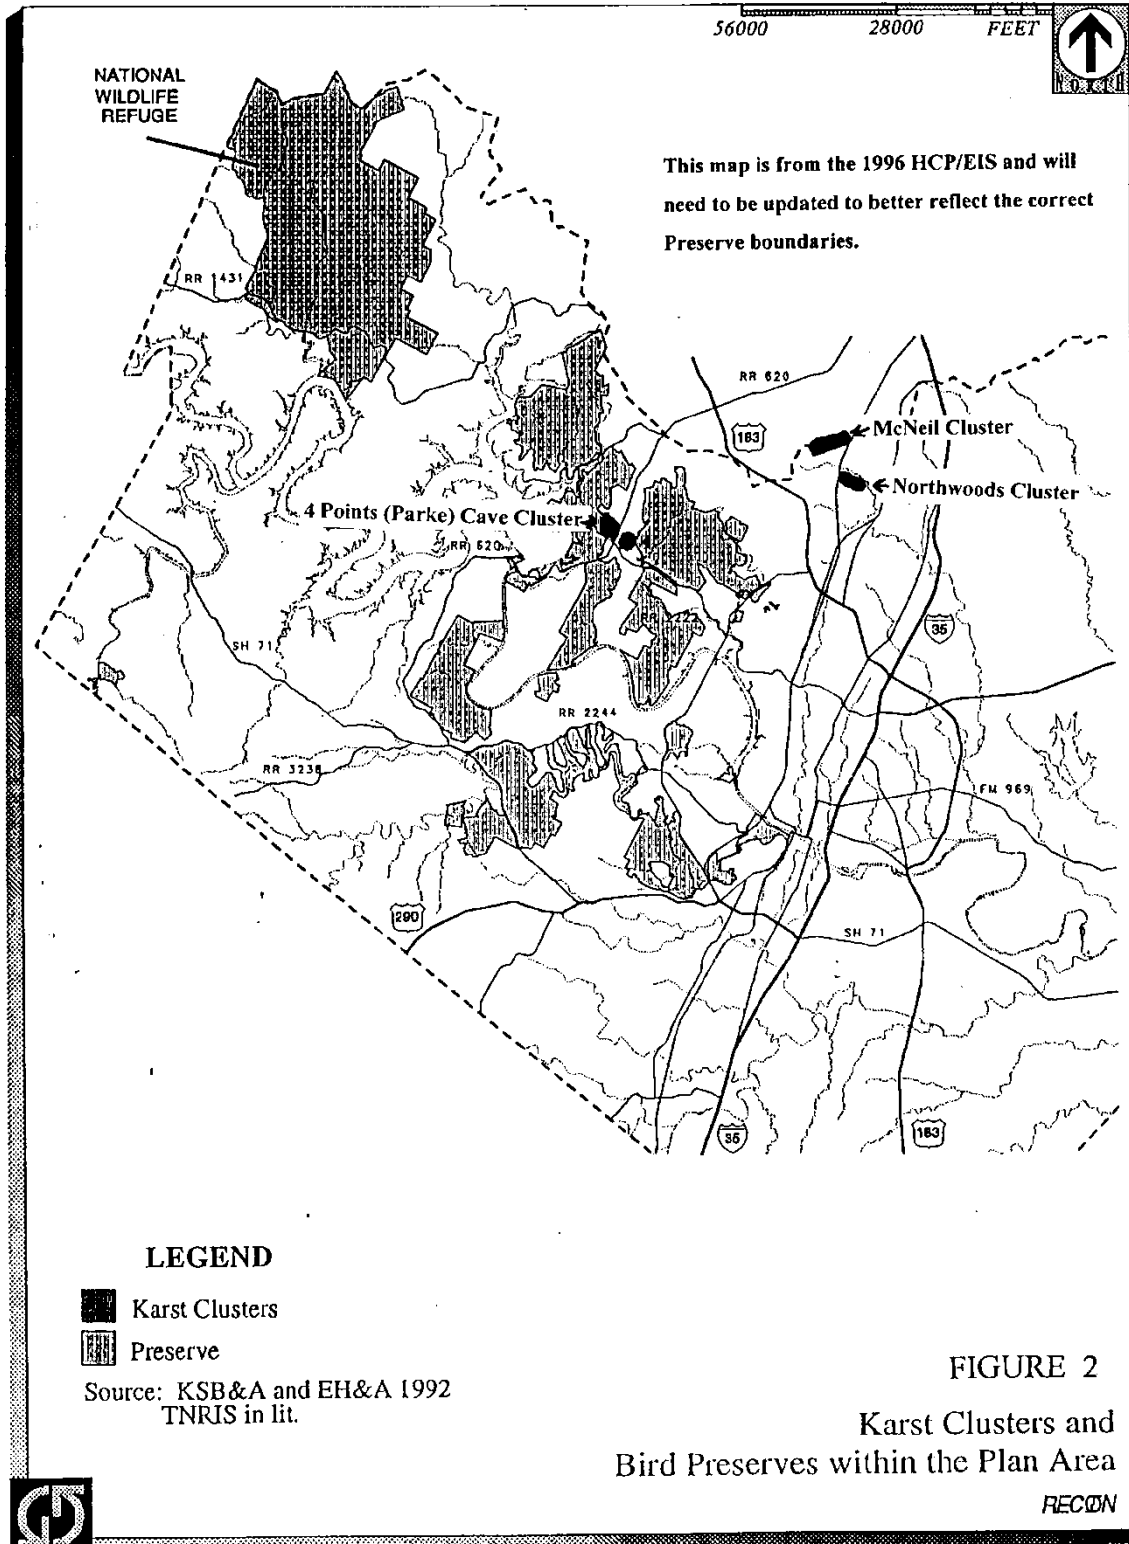 56000 28000 FEET
NORTH
NATIONAL
WILDLIFE
REFUGE
This map is from the 1996 HCP/EIS and will
need to be updated to better reflect the correct
Preserve boundaries.
RR 1431
RR 620
183
McNeil Cluster
Northwoods Cluster
4 Points (Parke) Cave Cluster
RR 620
RR 2222
35
SH 71
RR 2244
RR 3238
FM 969
290
SH 71
35
183
LEGEND
Karst Clusters
Preserve
Source: KSB&A and EH&A 1992
TNRIS in lit.
FIGURE 2
Karst Clusters and
Bird Preserves within the Plan Area
RECON